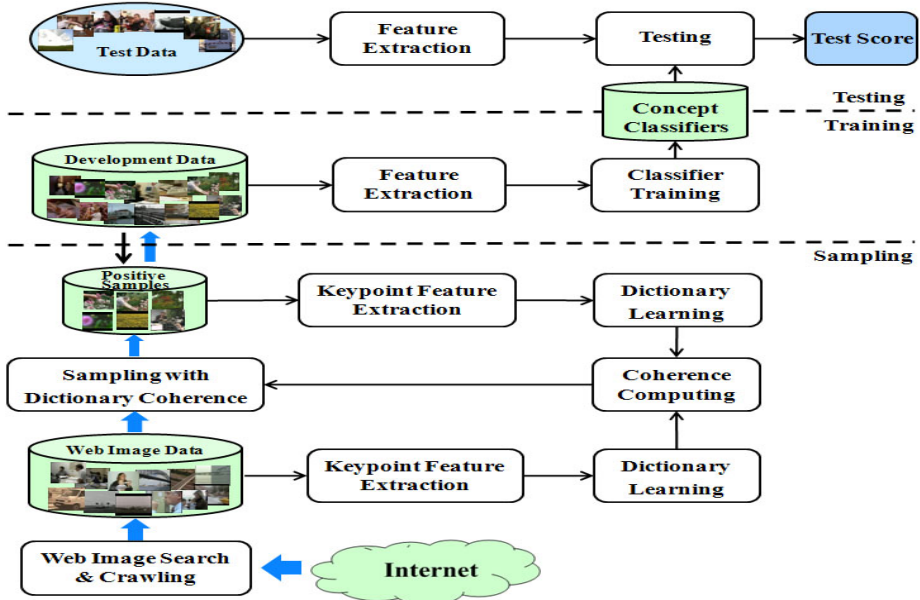 Test Data
Feature
Extraction
Testing
Test Score
Testing
Concept
Classifiers
Training
Development Data
Feature
Extraction
Classifier
Training
Sampling
Positive
Samples
Keypoint Feature
Extraction
Dictionary
Learning
Sampling with
Dictionary Coherence
Coherence
Computing
Web Image Data
Keypoint Feature
Extraction
Dictionary
Learning
Web Image Search
& Crawling
Internet